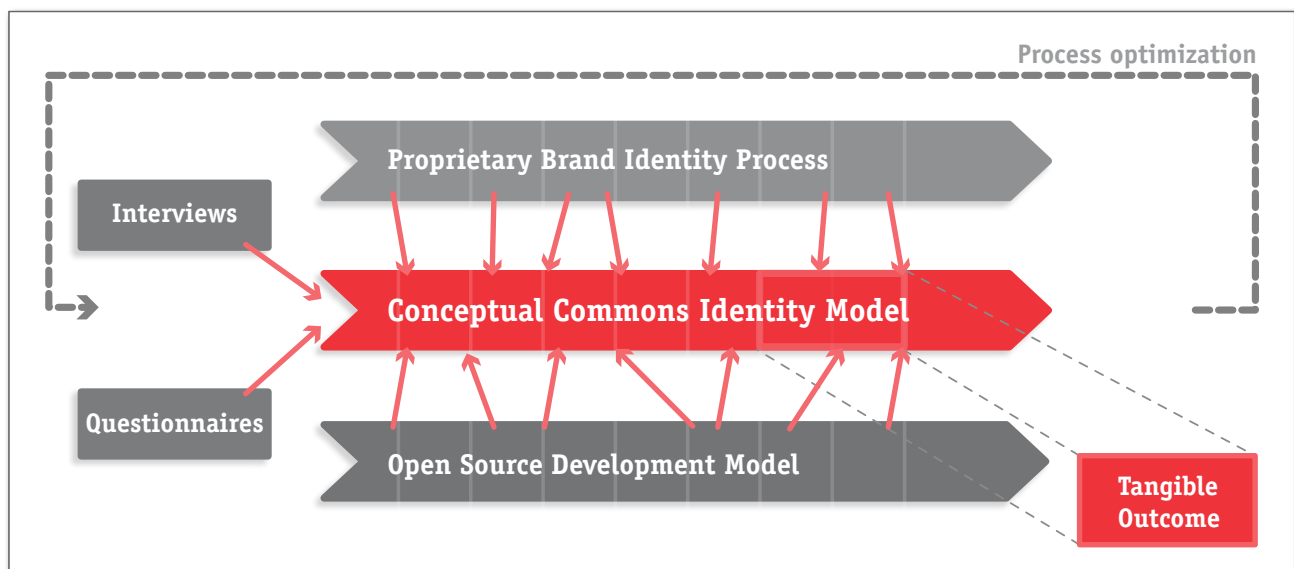 Process optimization
Proprietary Brand Identity Process
Interviews
Conceptual Commons Identity Model
Questionnaires
Open Source Development Model
Tangible
Outcome